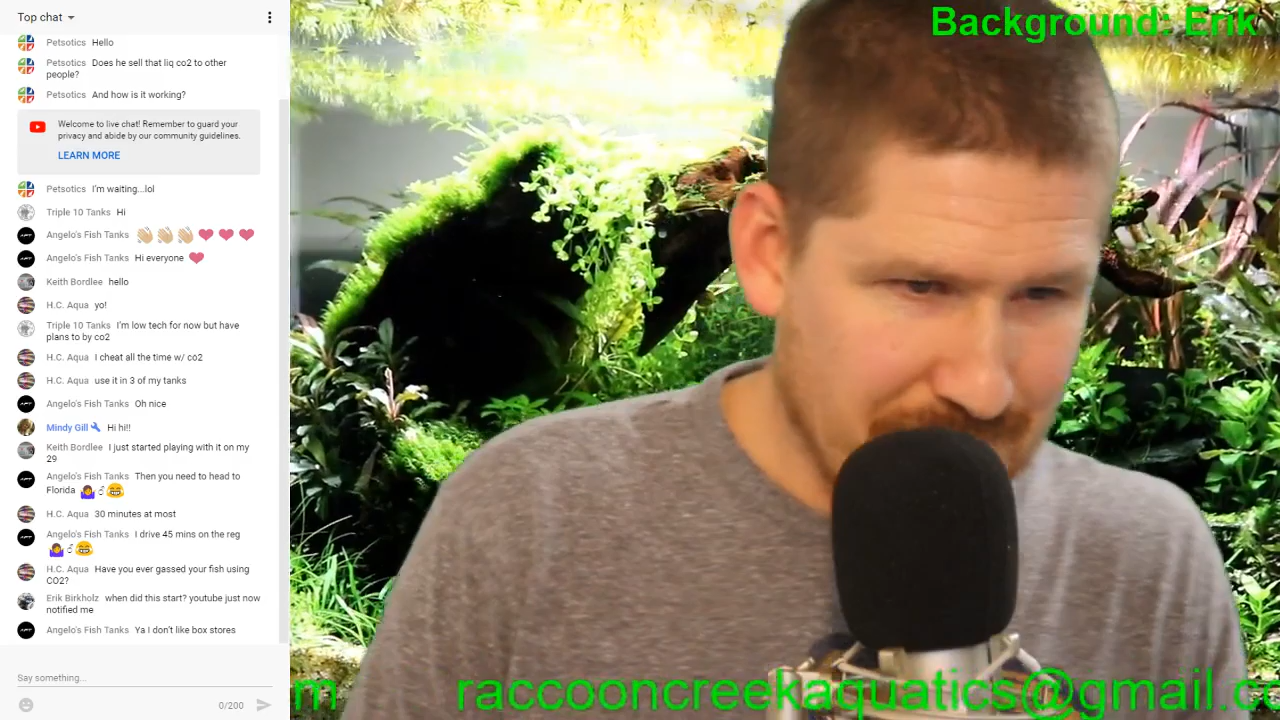 Top chat
Petsotics Hello
Petsotics Does he sell that liq co2 to other
people?
Petsotics And how is it working?
Welcome to live chat! Remember to guard your
privacy and abide by our community guidelines.
LEARN MORE
Petsotics I'm waiting...lol
Triple 10 Tanks Hi
Angelo's Fish Tanks 👋🏼👋🏼👋🏼❤❤❤
Angelo's Fish Tanks Hi everyone ❤
Keith Bordlee hello
H.C. Aqua yo!
Triple 10 Tanks I'm low tech for now but have
plans to by co2
H.C. Aqua I cheat all the time w/ co2
H.C. Aqua use it in 3 of my tanks
Angelo's Fish Tanks Oh nice
Mindy Gill Hi hi!!
Keith Bordlee I just started playing with it on my
29
Angelo's Fish Tanks Then you need to head to
Florida 🤷‍♂😁
H.C. Aqua 30 minutes at most
Angelo's Fish Tanks I drive 45 mins on the reg
🤷‍♂😁
H.C. Aqua Have you ever gassed your fish using
CO2?
Erik Birkholz when did this start? youtube just now
notified me
Angelo's Fish Tanks Ya I don't like box stores
Say something...
0/200
Background: Erik
m raccooncreekaquatics@gmail.co